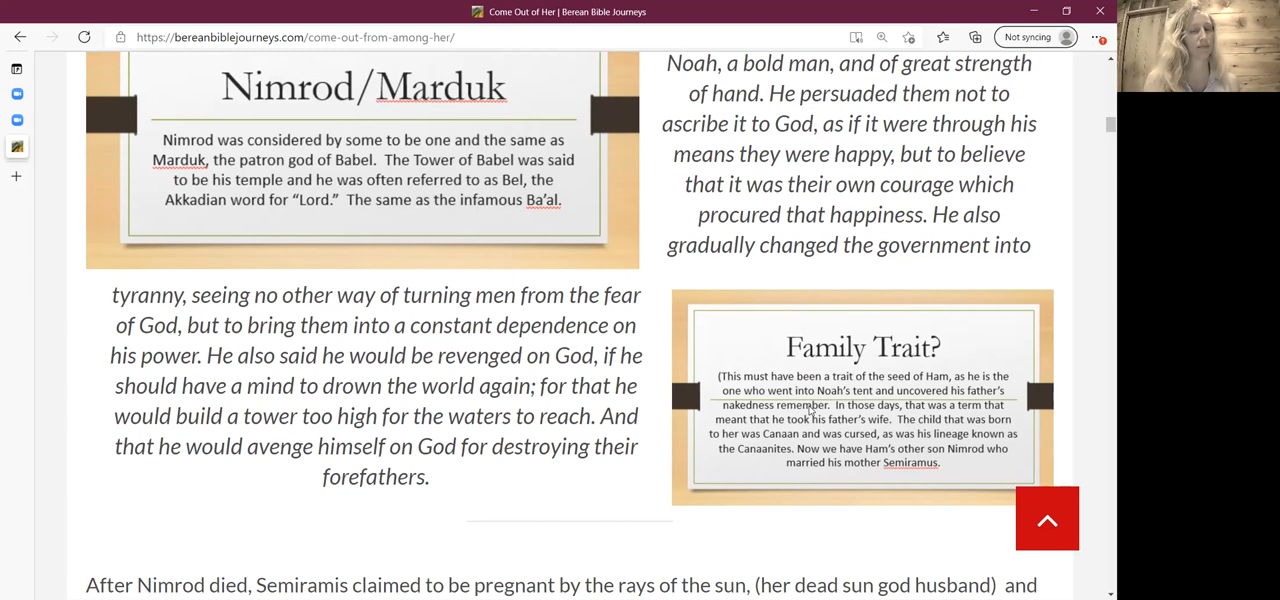 Come Out of Her | Berean Bible Journeys
https://bereanbiblejourneys.com/come-out-from-among-her/
Not syncing
Nimrod/Marduk
Nimrod was considered by some to be one and the same as
Marduk, the patron god of Babel. The Tower of Babel was said
to be his temple and he was often referred to as Bel, the
Akkadian word for “Lord.” The same as the infamous Ba’al.
Noah, a bold man, and of great strength
of hand. He persuaded them not to
ascribe it to God, as if it were through his
means they were happy, but to believe
that it was their own courage which
procured that happiness. He also
gradually changed the government into
tyranny, seeing no other way of turning men from the fear
of God, but to bring them into a constant dependence on
his power. He also said he would be revenged on God, if he
should have a mind to drown the world again; for that he
would build a tower too high for the waters to reach. And
that he would avenge himself on God for destroying their
forefathers.
Family Trait?
(This must have been a trait of the seed of Ham, as he is the
one who went into Noah’s tent and uncovered his father’s
nakedness remember. In those days, that was a term that
meant that he took his father’s wife. The child that was born
to her was Canaan and was cursed, as was his lineage known as
the Canaanites. Now we have Ham’s other son Nimrod who
married his mother Semiramus.
After Nimrod died, Semiramis claimed to be pregnant by the rays of the sun, (her dead sun god husband) and